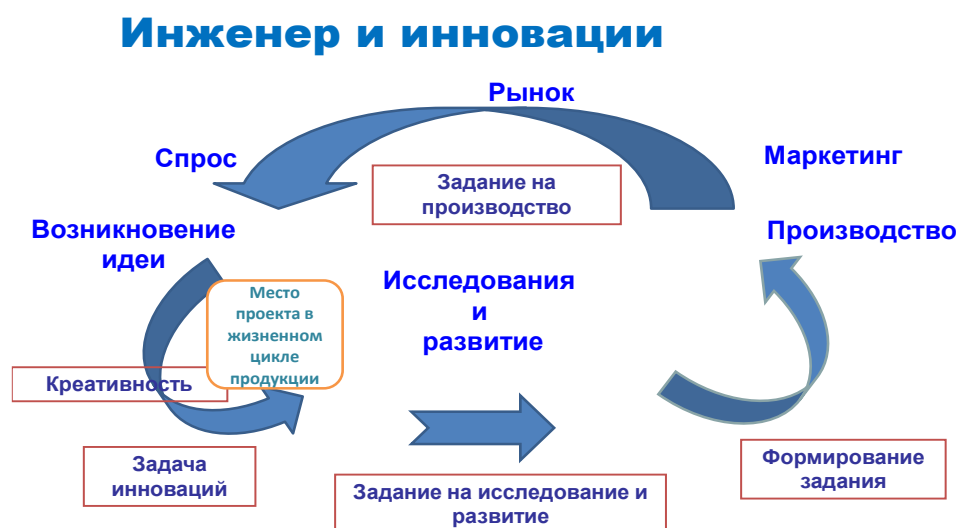 Инженер и инновации
Рынок
Спрос
Маркетинг
Задание на
производство
Возникновение
идеи
Производство
Исследования
и
развитие
Место
проекта в
жизненном
цикле
продукции
Креативность
Задача
инноваций
Задание на исследование и
развитие
Формирование
задания